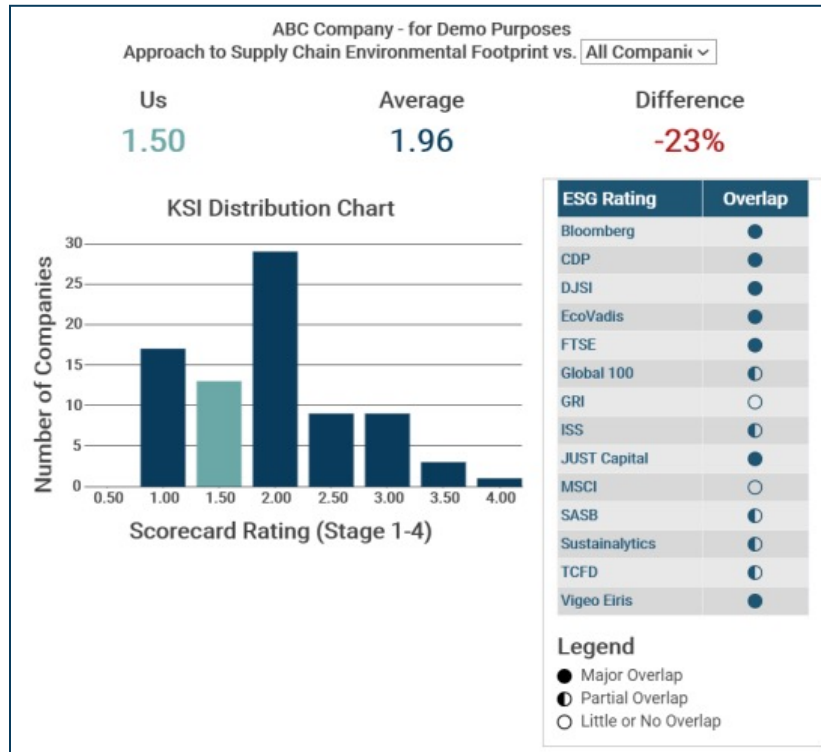 ABC Company - for Demo Purposes
Approach to Supply Chain Environmental Footprint vs. All Compani
Us Average Difference
1.50 1.96 -23%
KSI Distribution Chart
Number of Companies
30
25
20
15
10
5
0
0.50 1.00 1.50 2.00 2.50 3.00 3.50 4.00
Scorecard Rating (Stage 1-4)
ESG Rating Overlap
Bloomberg
CDP
DJSI
EcoVadis
FTSE
Global 100
GRI
ISS
JUST Capital
MSCI
SASB
Sustainalytics
TCFD
Vigeo Eiris
Legend
Major Overlap
Partial Overlap
Little or No Overlap